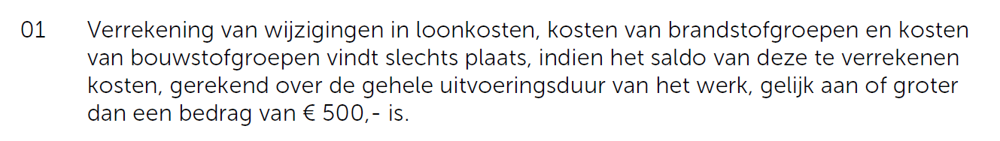 01 Verrekening van wijzigingen in loonkosten, kosten van brandstofgroepen en kosten
van bouwstofgroepen vindt slechts plaats, indien het saldo van deze te verrekenen
kosten, gerekend over de gehele uitvoeringsduur van het werk, gelijk aan of groter
dan een bedrag van € 500,- is.